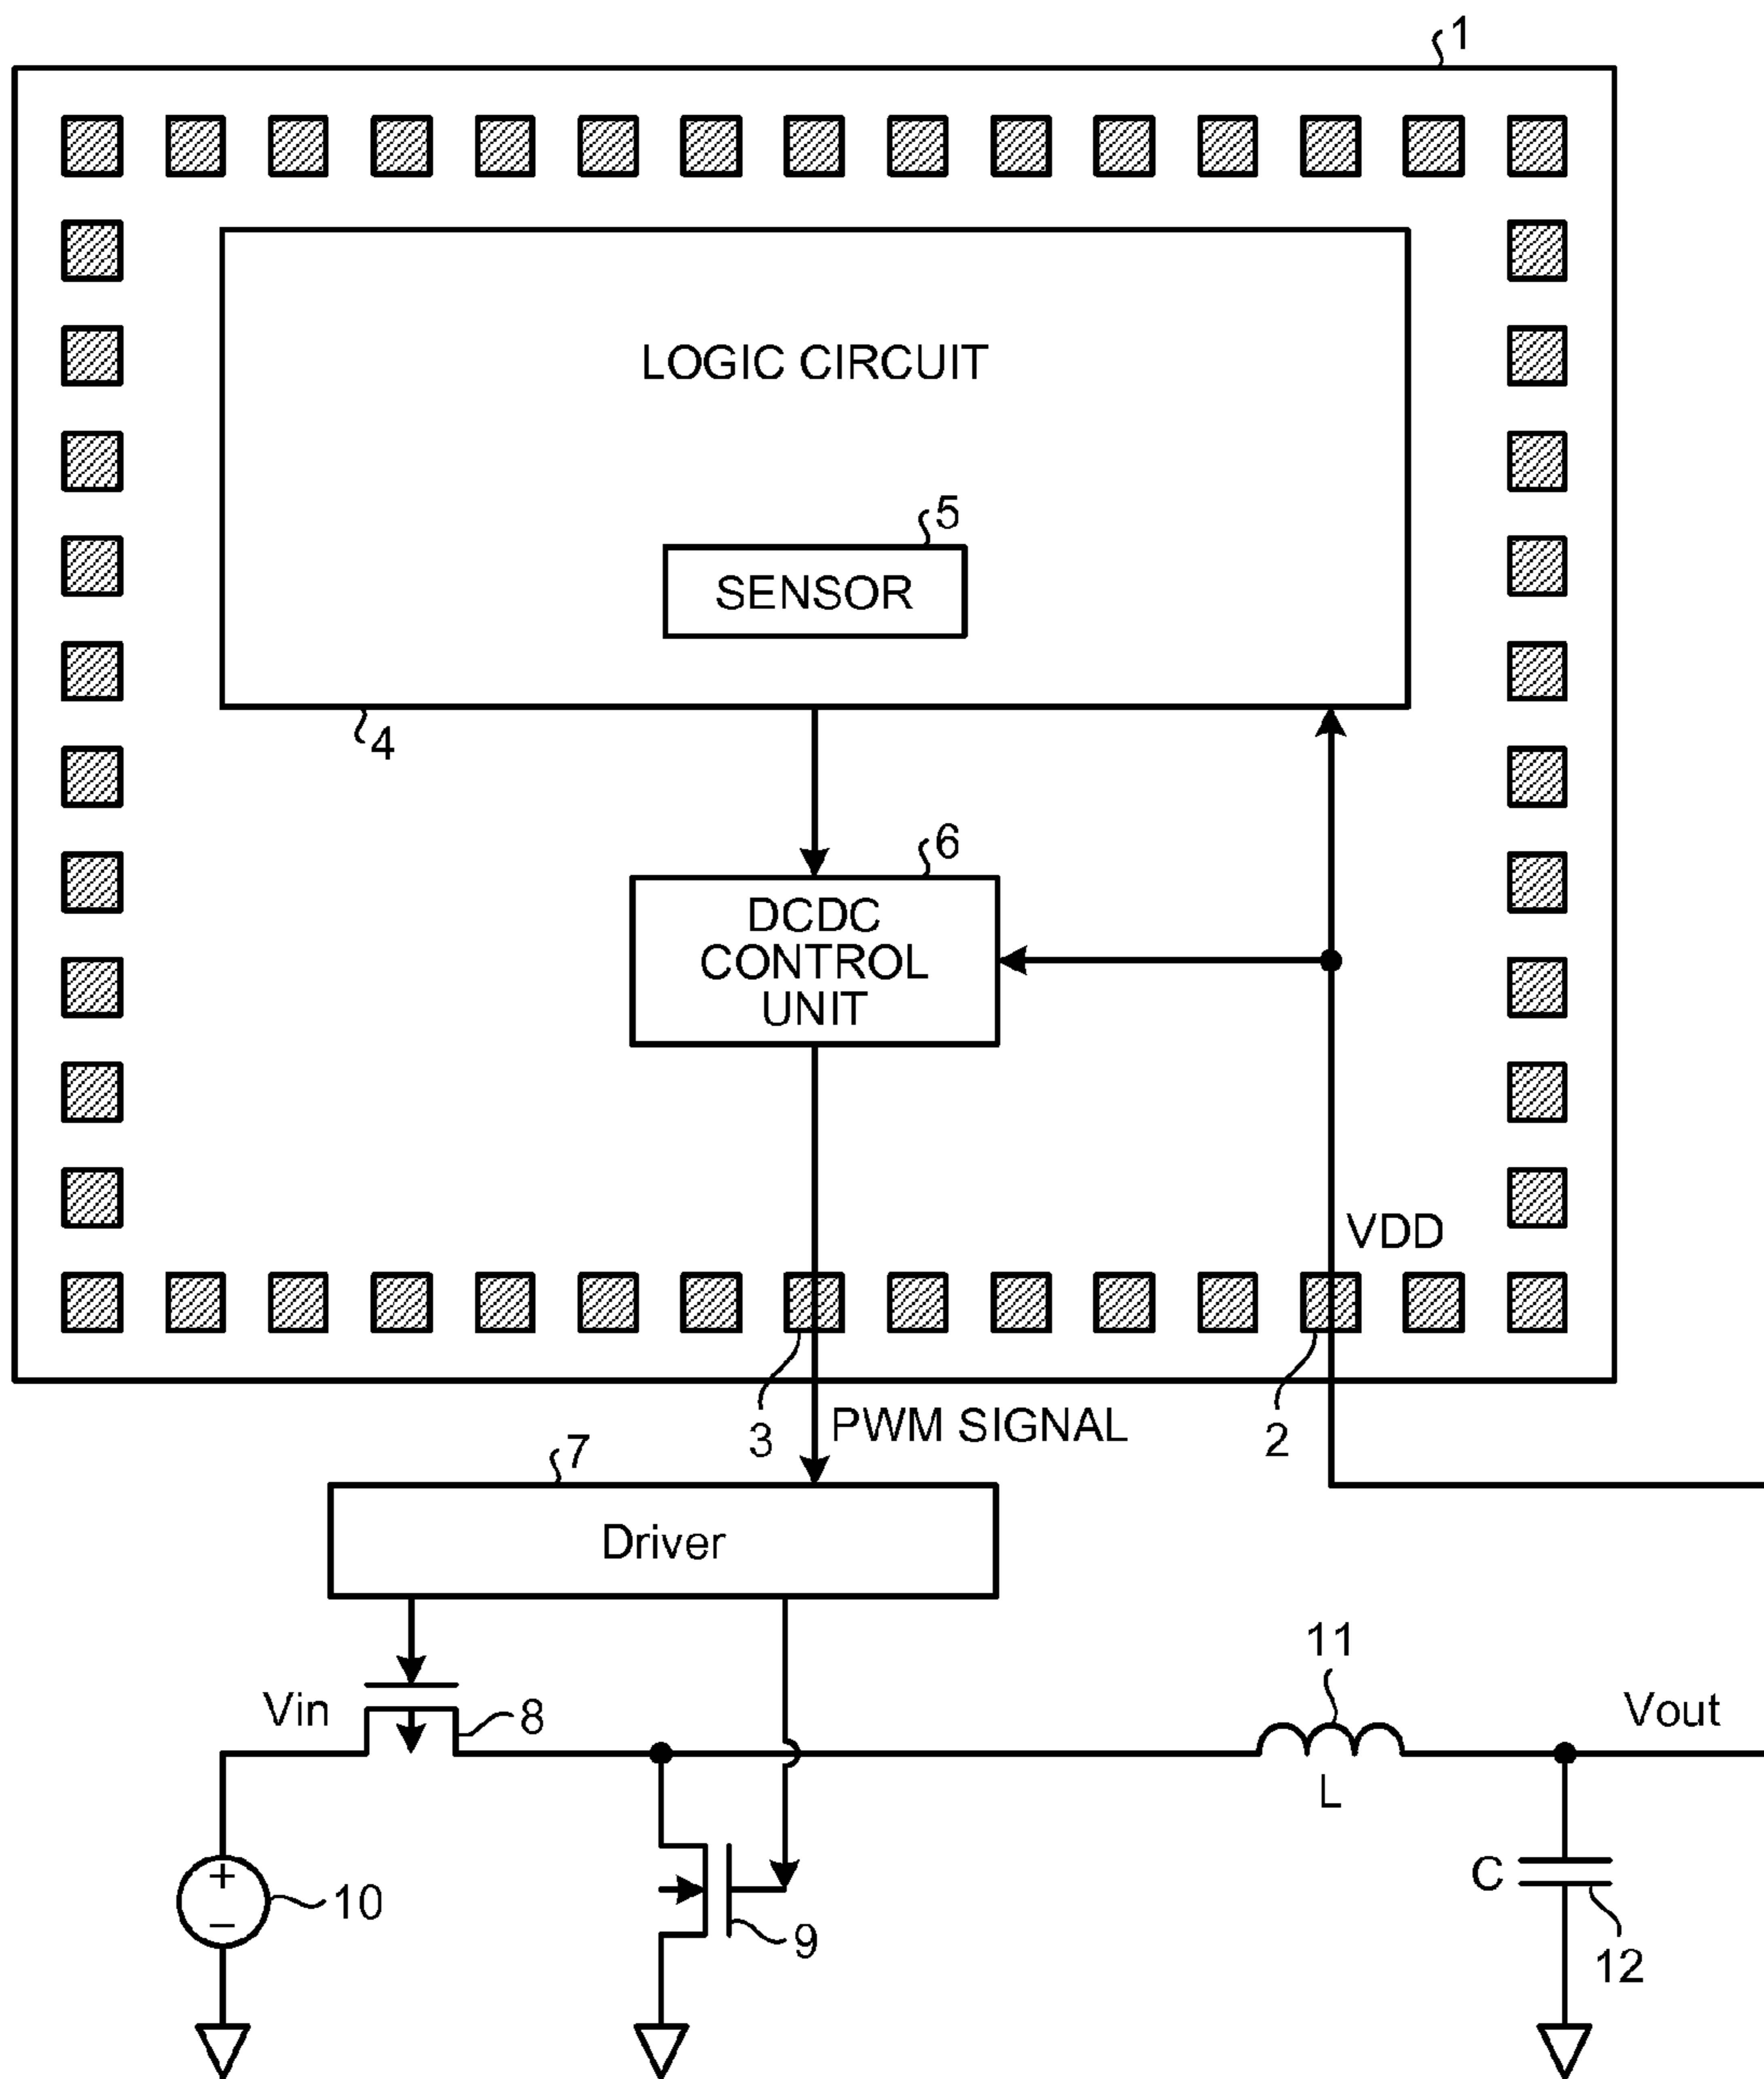 1
LOGIC CIRCUIT
5
SENSOR
4
6
DCDC
CONTROL
UNIT
VDD
3
PWM SIGNAL
2
7
Driver
11
Vin
8
Vout
L
+
−
10
9
C
12